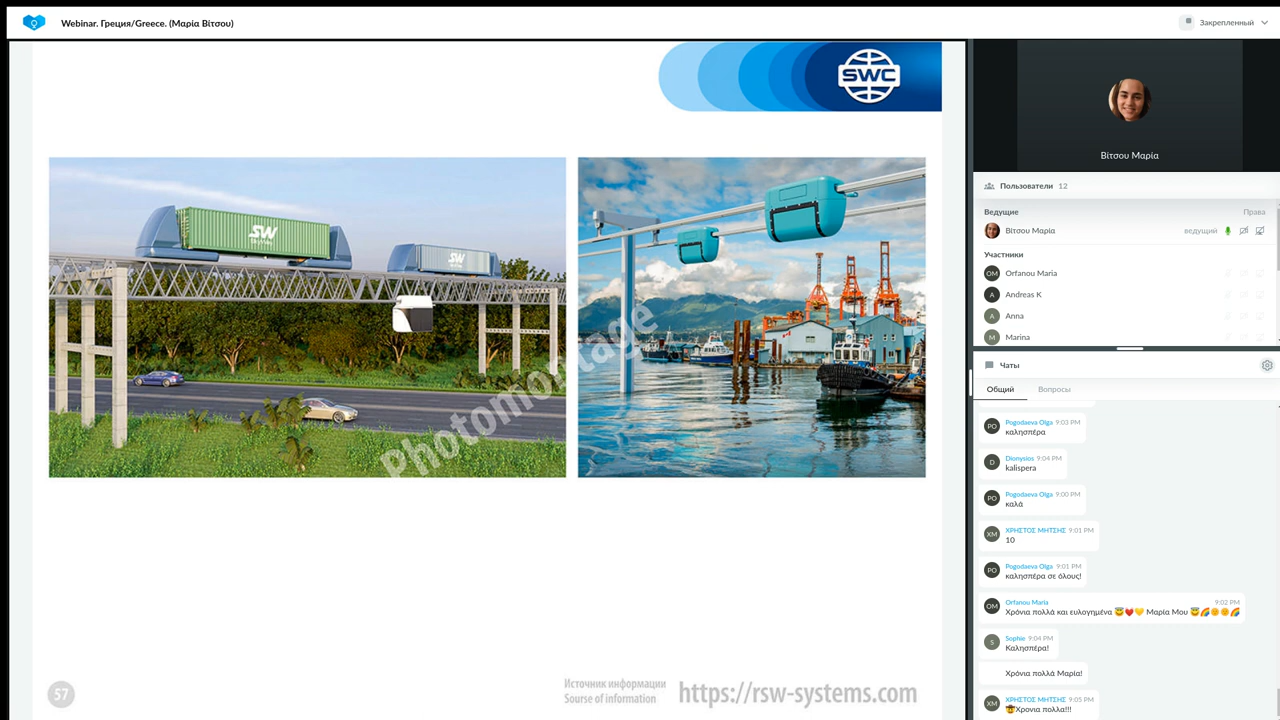 Webinar. Греция/Greece. (Μαρία Βίτσου)
Закрепленный
SWC
SW
SkyWay
SW
Photomontage
57
Источник информации
Sourse of information
https://rsw-systems.com
Βίτσου Μαρία
Пользователи 12
Ведущие Права
Βίτσου Μαρία ведущий
Участники
OM Orfanou Maria
A Andreas K
A Anna
M Marina
Чаты
Общий Вопросы
PO Pogodaeva Olga 9:03 PM
καλησπέρα
D Dionysios 9:04 PM
kalispera
PO Pogodaeva Olga 9:00 PM
καλά
ΧΜ ΧΡΗΣΤΟΣ ΜΗΤΣΗΣ 9:01 PM
10
PO Pogodaeva Olga 9:01 PM
καλησπέρα σε όλους!
OM Orfanou Maria 9:02 PM
Χρόνια πολλά και ευλογημένα 😇❤️💛 Μαρία Μου 😇🌈🌞🌞🌈
S Sophie 9:04 PM
Καλησπέρα!
Χρόνια πολλά Μαρία!
ΧΜ ΧΡΗΣΤΟΣ ΜΗΤΣΗΣ 9:05 PM
🤠Χρονια πολλα!!!